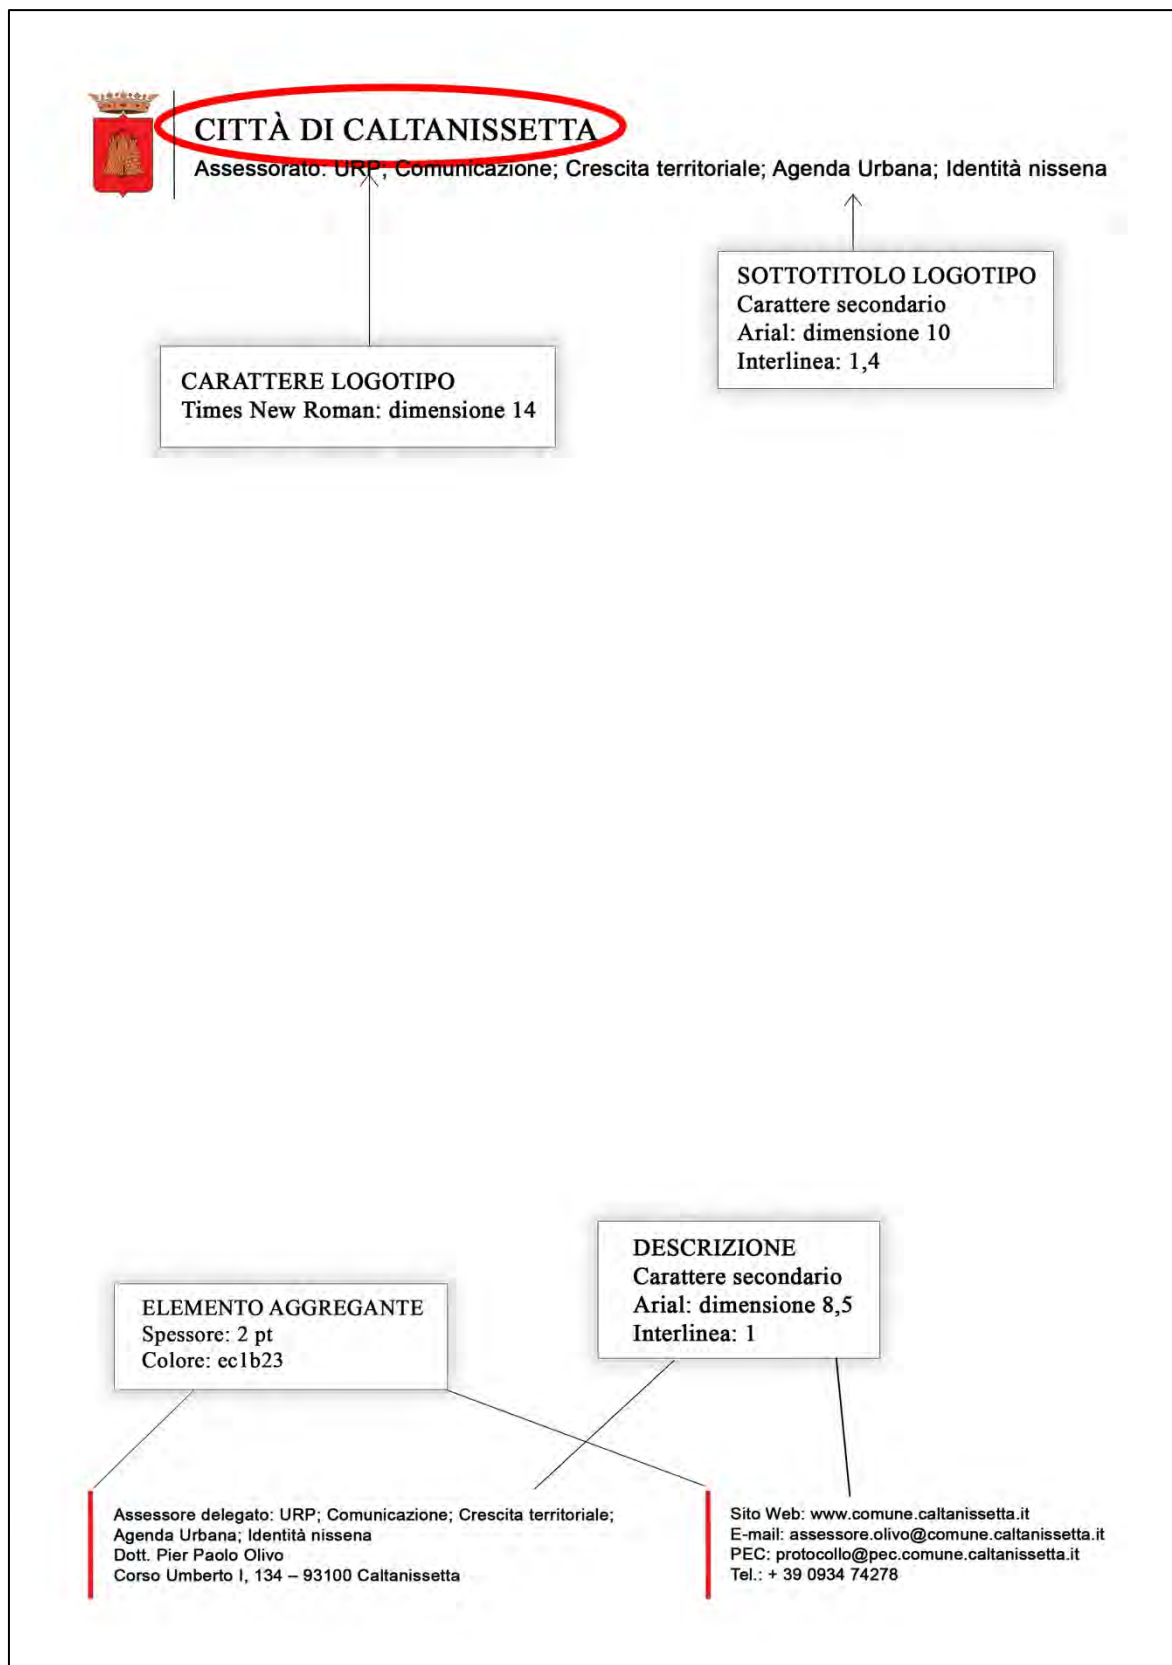 CITTÀ DI CALTANISSETTA
Assessorato: URP; Comunicazione; Crescita territoriale; Agenda Urbana; Identità nissena
SOTTOTITOLO LOGOTIPO
Carattere secondario
Arial: dimensione 10
Interlinea: 1,4
CARATTERE LOGOTIPO
Times New Roman: dimensione 14
DESCRIZIONE
Carattere secondario
Arial: dimensione 8,5
Interlinea: 1
ELEMENTO AGGREGANTE
Spessore: 2 pt
Colore: ec1b23
Assessore delegato: URP; Comunicazione; Crescita territoriale;
Agenda Urbana; Identità nissena
Dott. Pier Paolo Olivo
Corso Umberto I, 134 – 93100 Caltanissetta
Sito Web: www.comune.caltanissetta.it
E-mail: assessore.olivo@comune.caltanissetta.it
PEC: protocollo@pec.comune.caltanissetta.it
Tel.: + 39 0934 74278